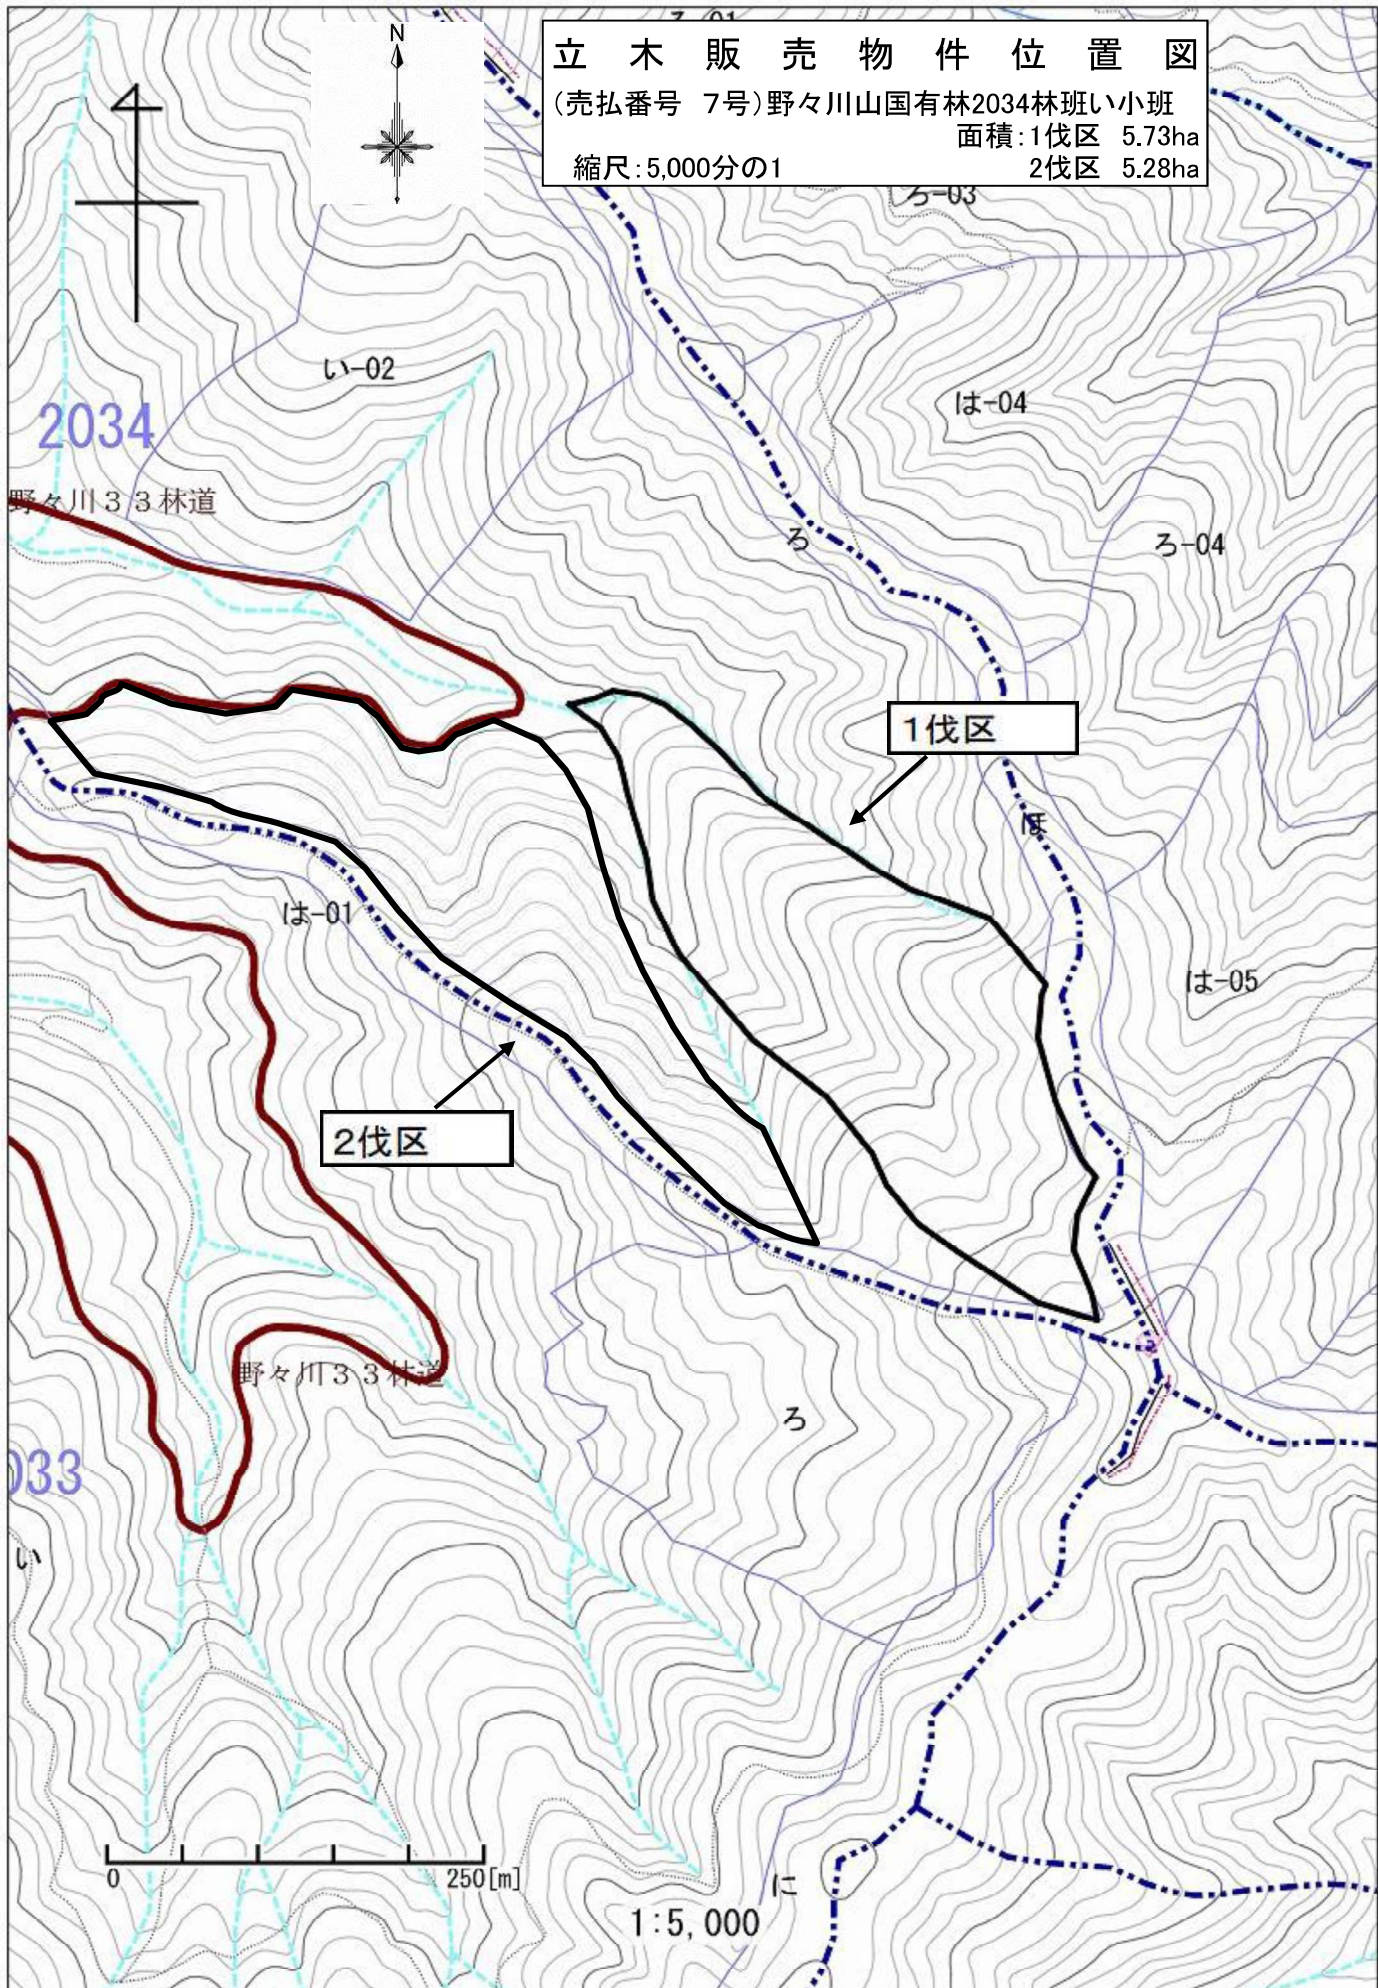 N
立木販売物件位置図
(売払番号 7号)野々川山国有林2034林班い小班
面積:1伐区 5.73ha
縮尺:5,000分の1 2伐区 5.28ha
ろ-03
い-02
2034
は-04
野々川33林道
ろ
ろ-04
1伐区
ほ
は-01
は-05
2伐区
野々川33林道
ろ
033
い
0 250[m]
に
1:5,000